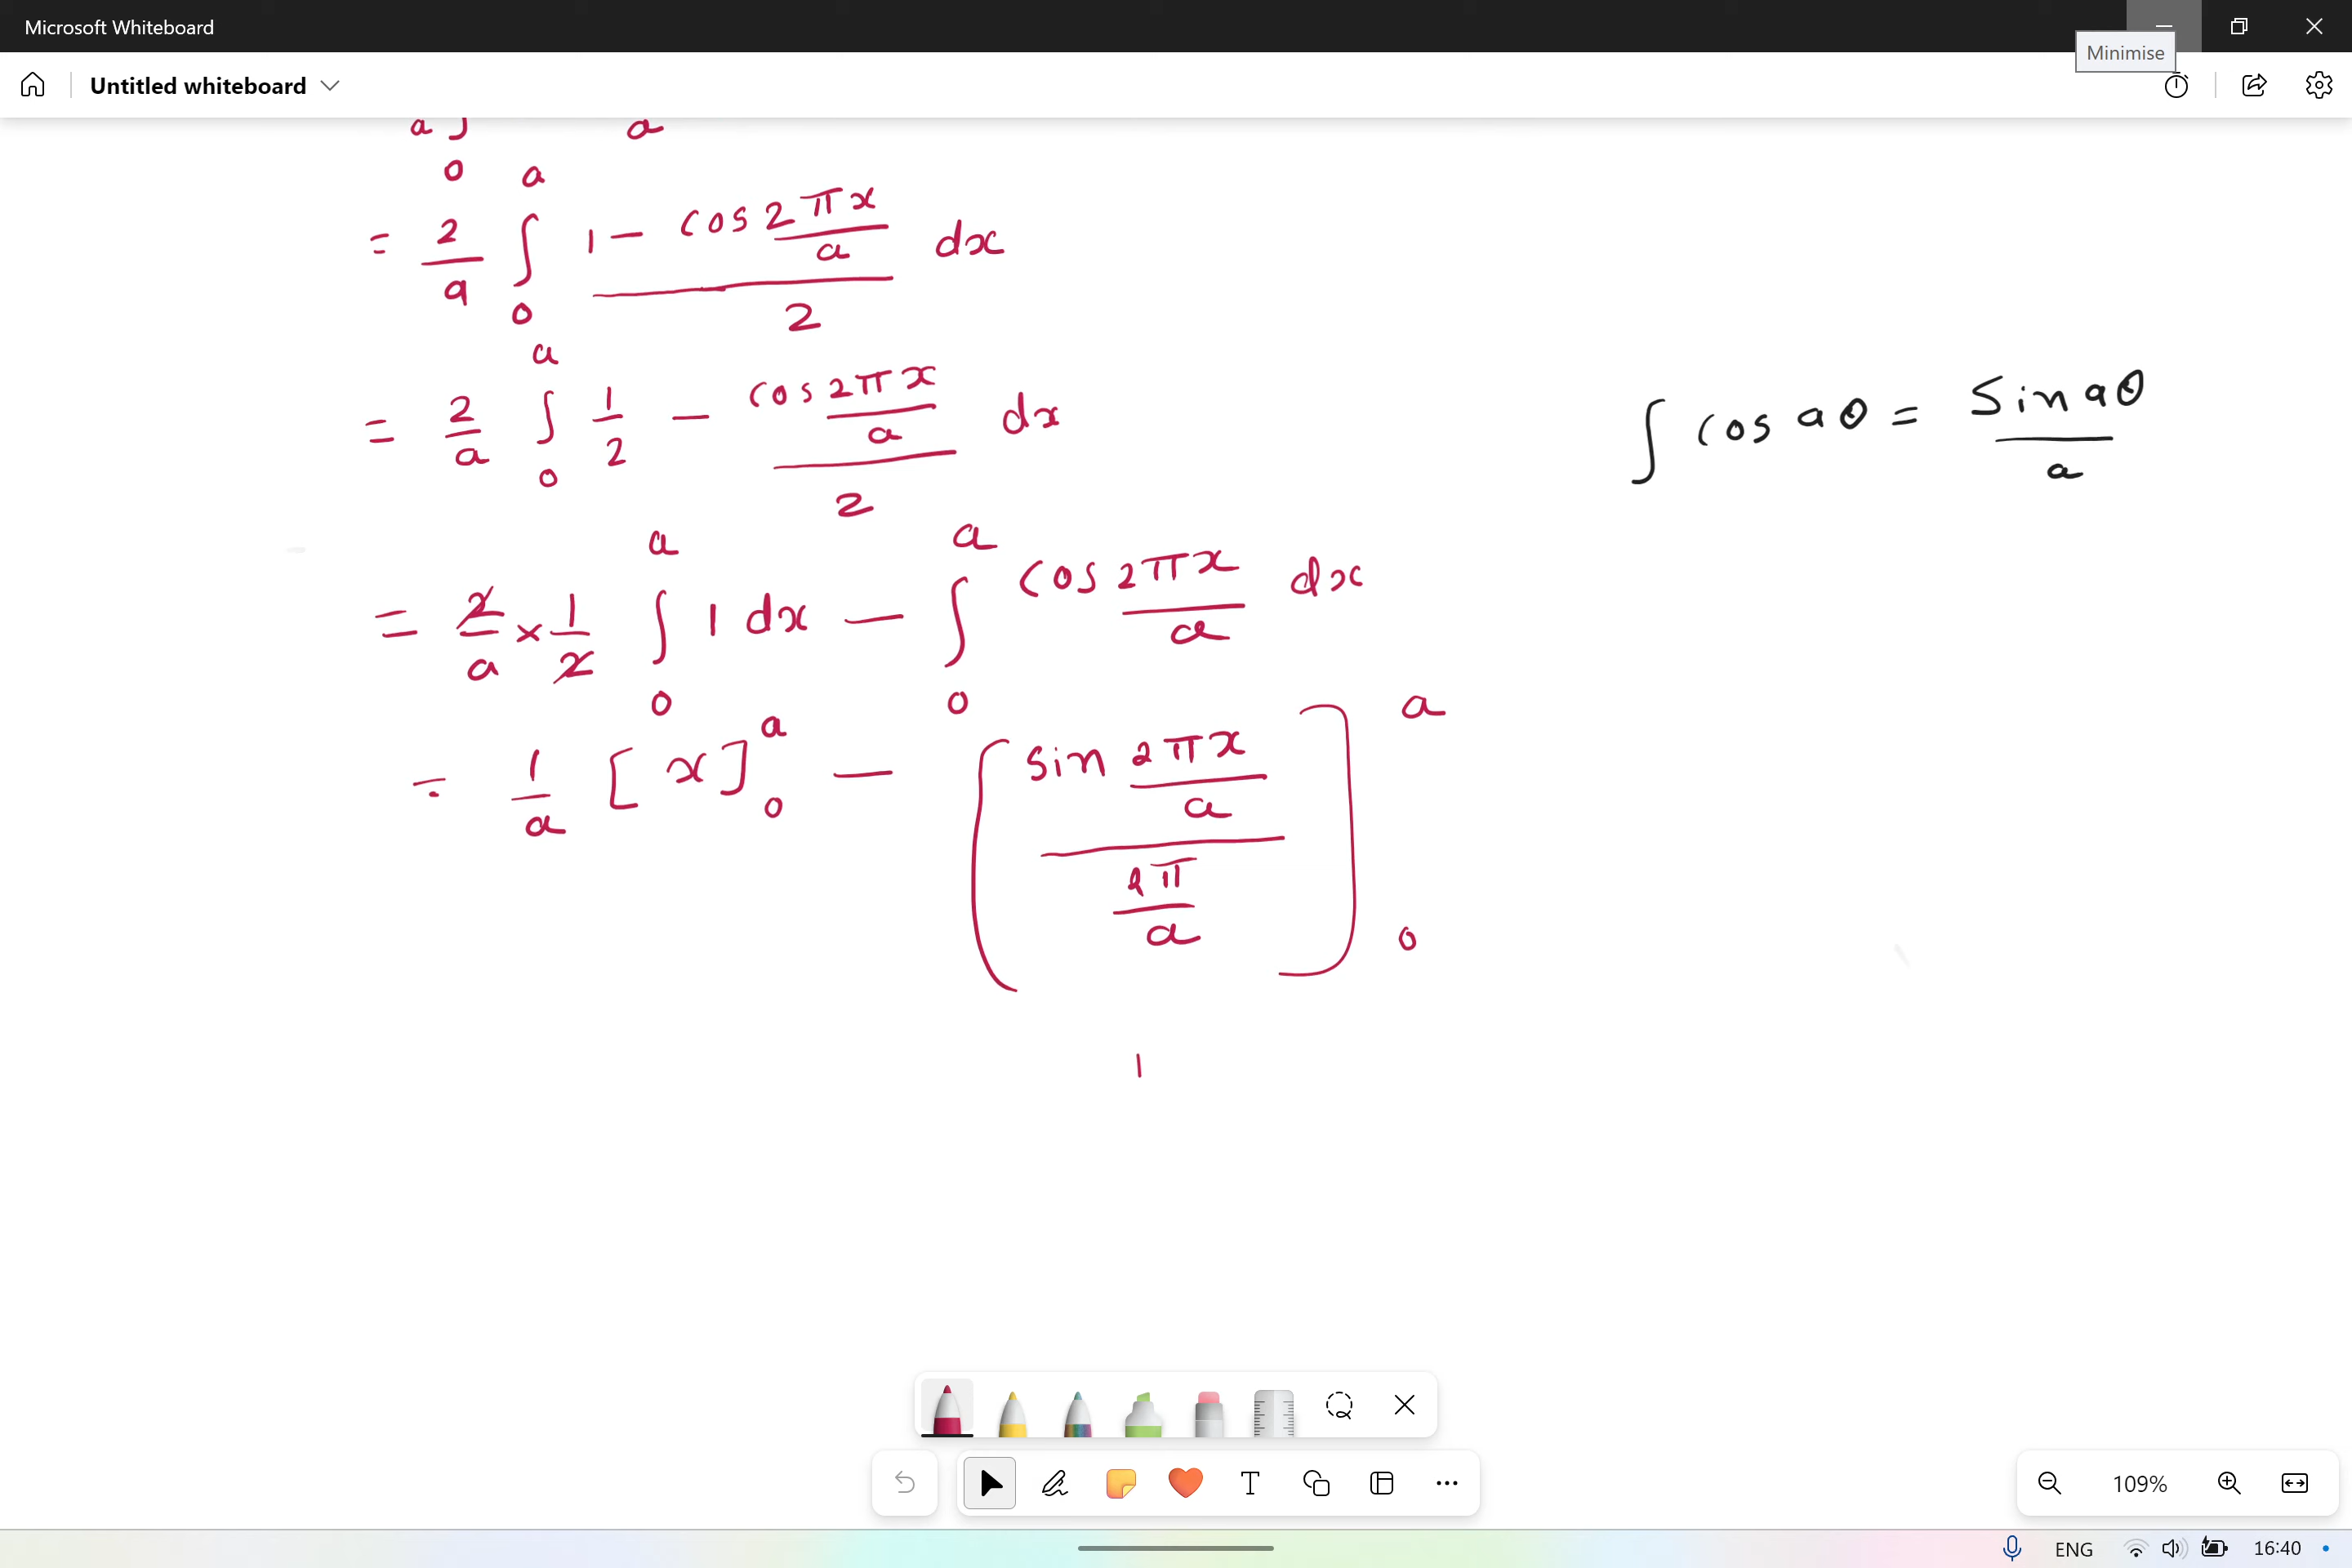 Microsoft Whiteboard
Minimise
Untitled whiteboard
a ∫ a
0
= 2/a ∫₀ᵃ (1 - cos 2πx/a)/2 dx
= 2/a ∫₀ᵃ 1/2 - (cos 2πx/a)/2 dx
∫ cos aθ = sin aθ/a
= 2/a × 1/2 ∫₀ᵃ 1 dx - ∫₀ᵃ cos 2πx/a dx
= 1/a [x]₀ᵃ - [(sin 2πx/a)/(2π/a)]₀ᵃ
109%
ENG
16:40